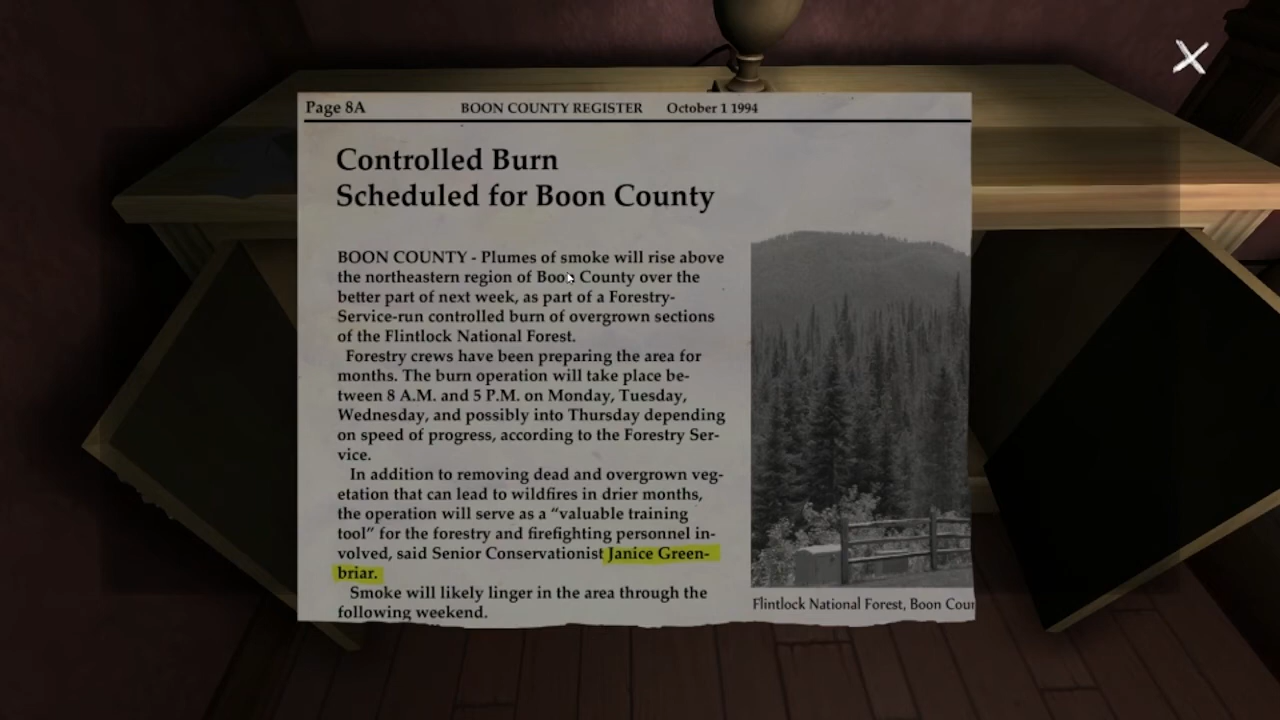 Page 8A BOON COUNTY REGISTER October 1 1994
Controlled Burn
Scheduled for Boon County
BOON COUNTY - Plumes of smoke will rise above
the northeastern region of Boon County over the
better part of next week, as part of a Forestry-
Service-run controlled burn of overgrown sections
of the Flintlock National Forest.
Forestry crews have been preparing the area for
months. The burn operation will take place be-
tween 8 A.M. and 5 P.M. on Monday, Tuesday,
Wednesday, and possibly into Thursday depending
on speed of progress, according to the Forestry Ser-
vice.
In addition to removing dead and overgrown veg-
etation that can lead to wildfires in drier months,
the operation will serve as a “valuable training
tool” for the forestry and firefighting personnel in-
volved, said Senior Conservationist Janice Green-
briar.
Smoke will likely linger in the area through the
following weekend.
Flintlock National Forest, Boon Coun